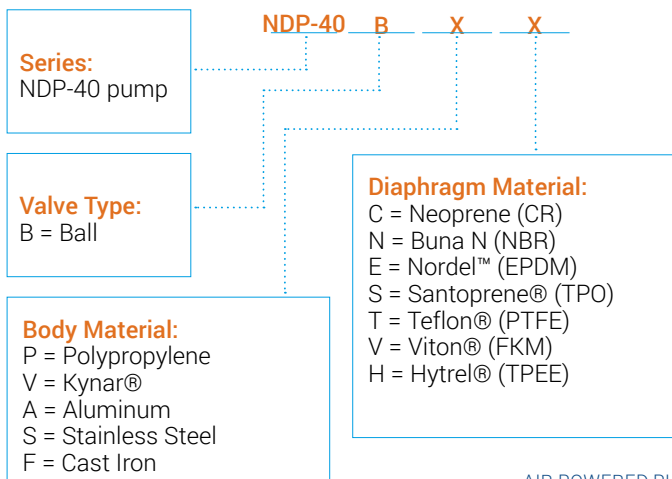 NDP-40 B X X
Series:
NDP-40 pump
Valve Type:
B = Ball
Body Material:
P = Polypropylene
V = Kynar®
A = Aluminum
S = Stainless Steel
F = Cast Iron
Diaphragm Material:
C = Neoprene (CR)
N = Buna N (NBR)
E = Nordel™ (EPDM)
S = Santoprene® (TPO)
T = Teflon® (PTFE)
V = Viton® (FKM)
H = Hytrel® (TPEE)